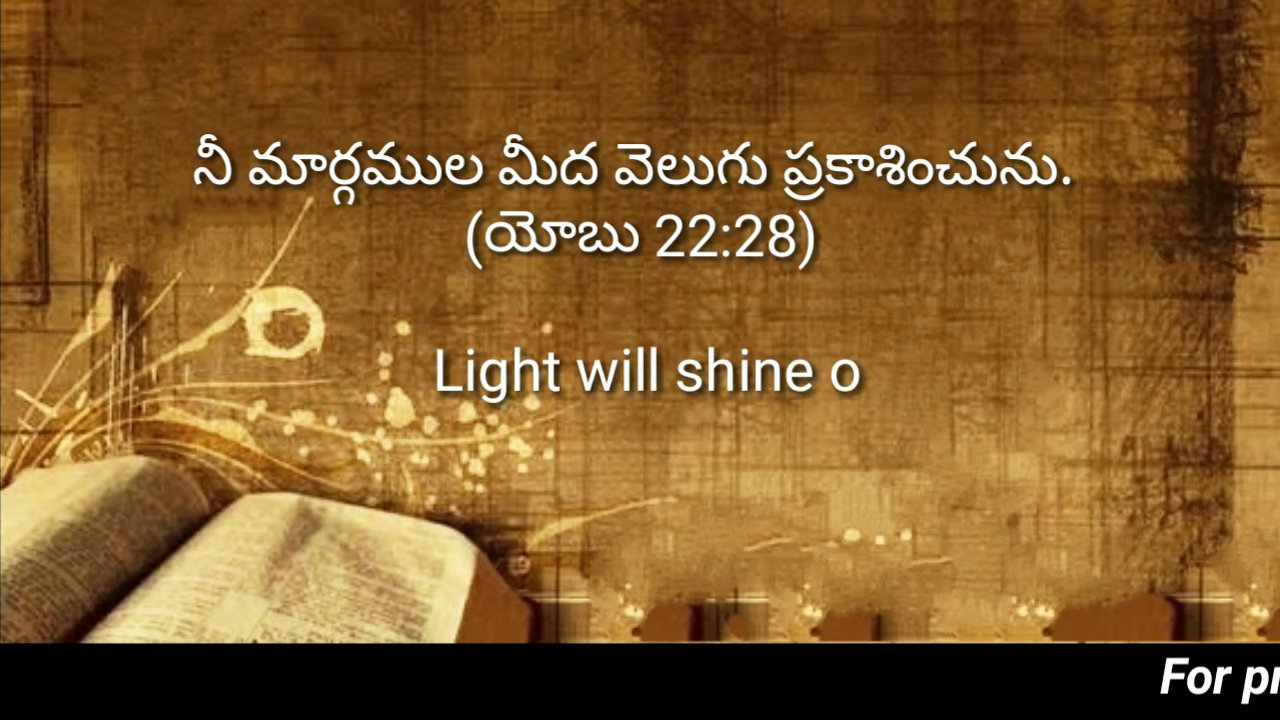 నీ మార్గముల మీద వెలుగు ప్రకాశించును.
(యోబు 22:28)
Light will shine o
For pr